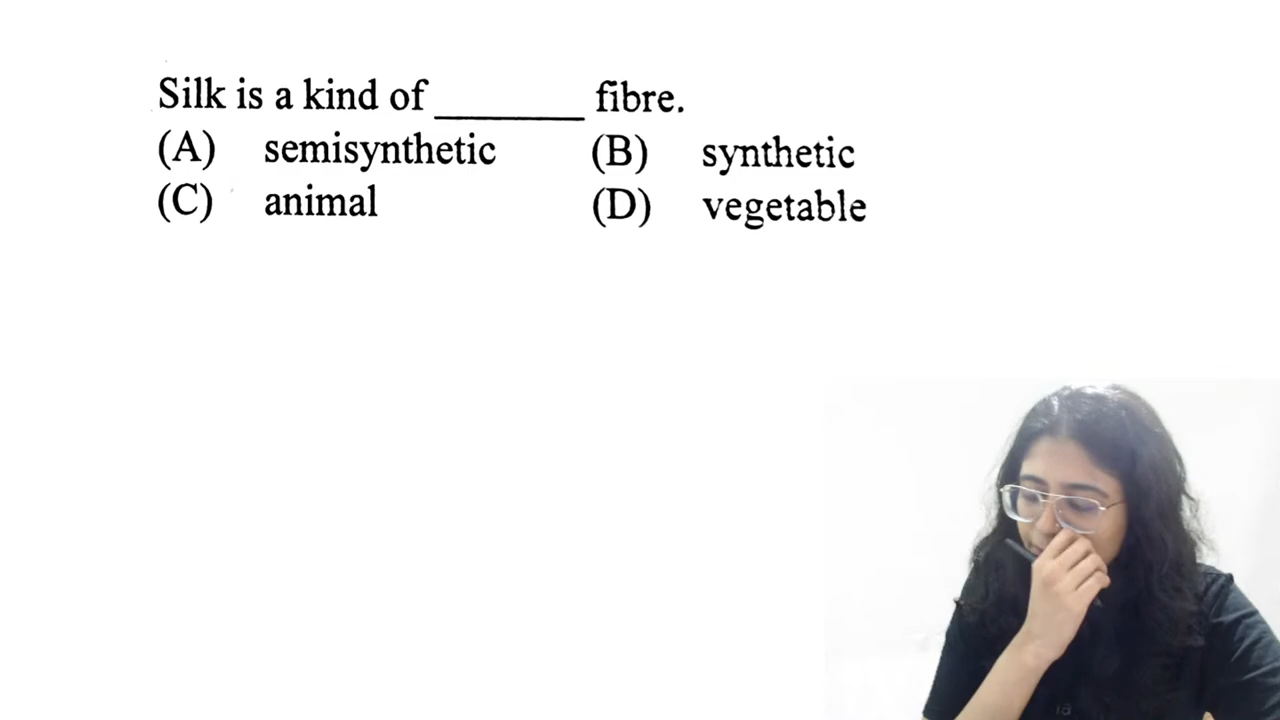 Silk is a kind of ________ fibre.
(A) semisynthetic (B) synthetic
(C) animal (D) vegetable